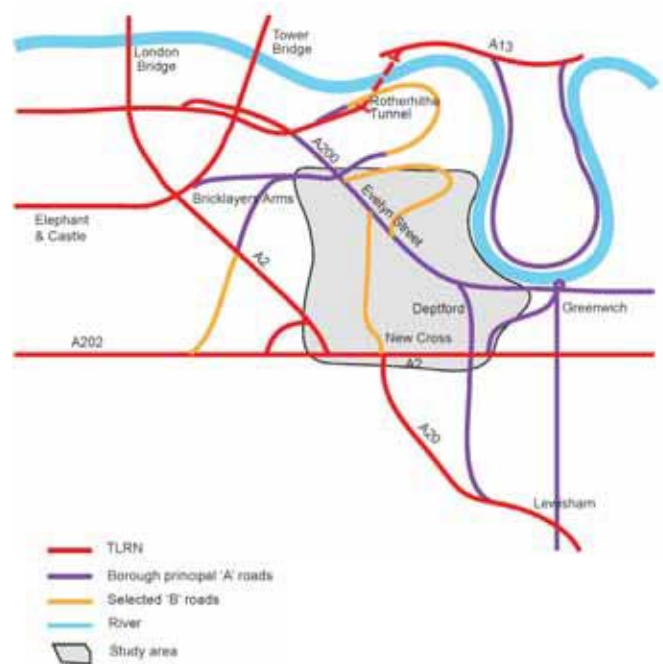 London
Bridge
Tower
Bridge
A13
Rotherhithe
Tunnel
A200
Bricklayers Arms
Evelyn Street
Elephant
& Castle
A2
Deptford
Greenwich
A202
New Cross
A2
A20
Lewisham
TLRN
Borough principal 'A' roads
Selected 'B' roads
River
Study area